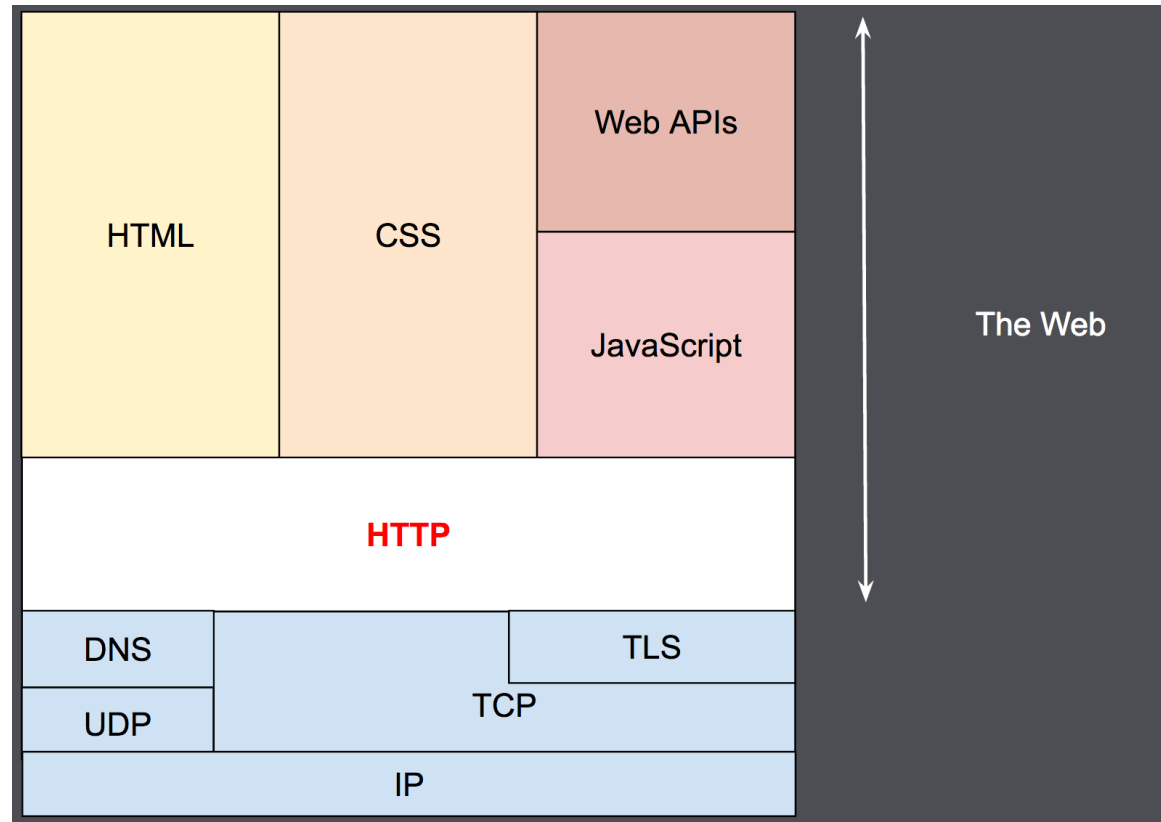 Web APIs
HTML
CSS
The Web
JavaScript
HTTP
DNS
TLS
TCP
UDP
IP